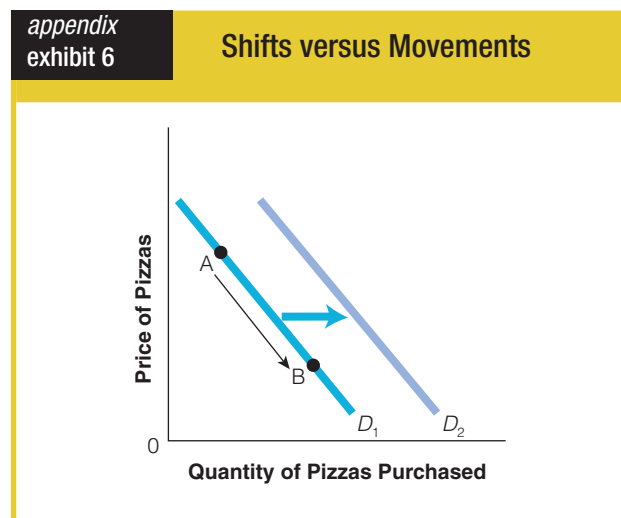 appendix
exhibit 6
Shifts versus Movements
Price of Pizzas
A
B
D1
D2
0
Quantity of Pizzas Purchased